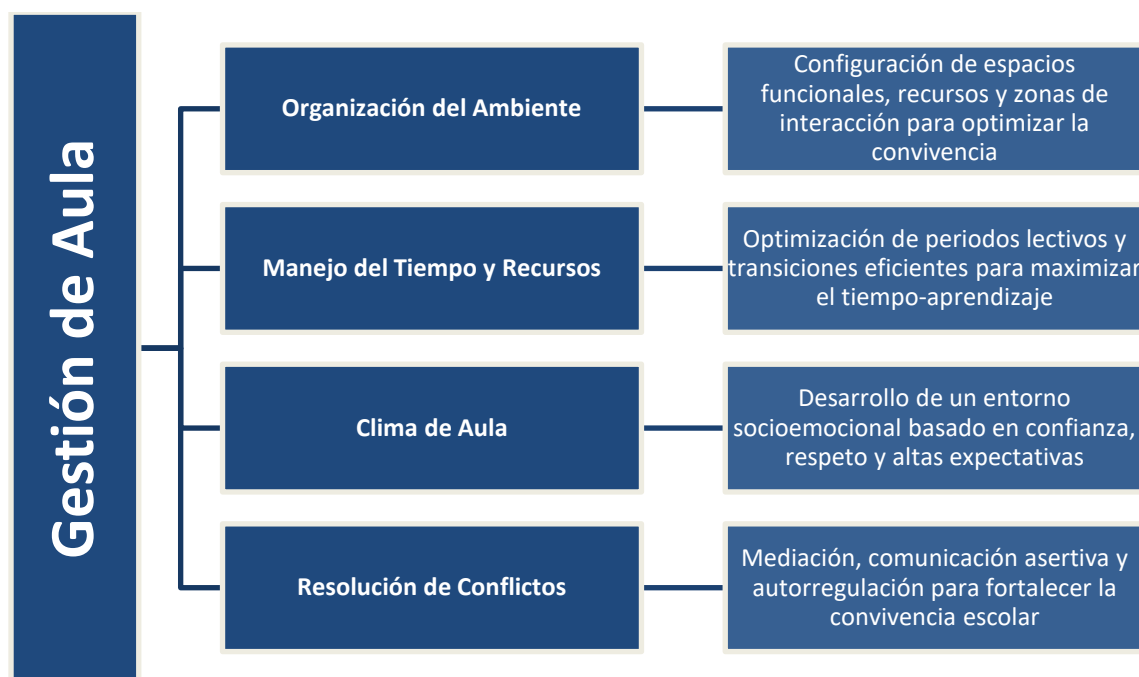 Gestión de Aula
Organización del Ambiente
Configuración de espacios
funcionales, recursos y zonas de
interacción para optimizar la
convivencia
Manejo del Tiempo y Recursos
Optimización de periodos lectivos y
transiciones eficientes para maximizar
el tiempo-aprendizaje
Clima de Aula
Desarrollo de un entorno
socioemocional basado en confianza,
respeto y altas expectativas
Resolución de Conflictos
Mediación, comunicación asertiva y
autorregulación para fortalecer la
convivencia escolar